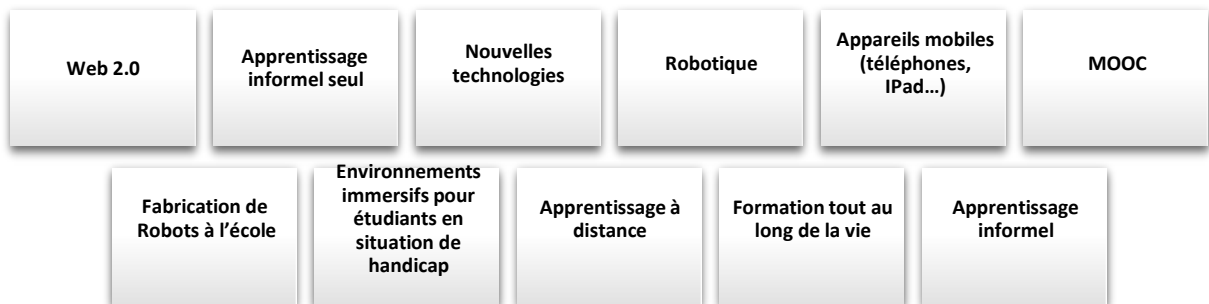 Web 2.0
Apprentissage
informel seul
Nouvelles
technologies
Robotique
Appareils mobiles
(téléphones,
IPad…)
MOOC
Fabrication de
Robots à l’école
Environnements
immersifs pour
étudiants en
situation de
handicap
Apprentissage à
distance
Formation tout au
long de la vie
Apprentissage
informel